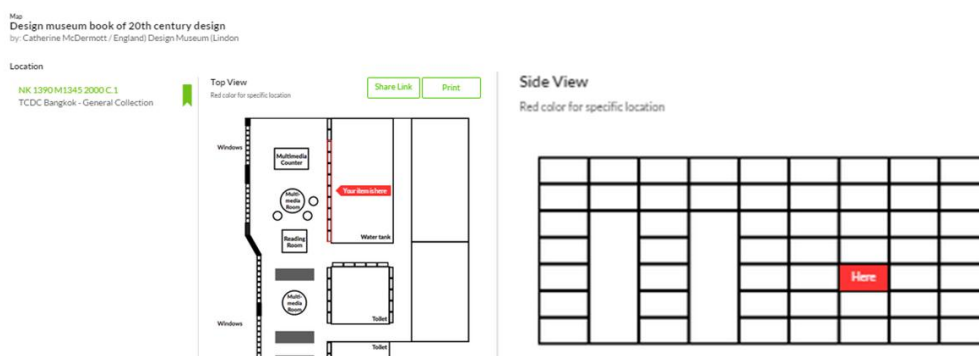 Map
Design museum book of 20th century design
by: Catherine McDermott / England) Design Museum (Lindon
Location
NK 1390 M1345 2000 C.1
TCDC Bangkok - General Collection
Top View
Red color for specific location
Share Link
Print
Windows
Multimedia
Counter
Your item is here
Multi-
media
Room
Reading
Room
Water tank
Multi-
media
Room
Toilet
Windows
Toilet
Side View
Red color for specific location
Here